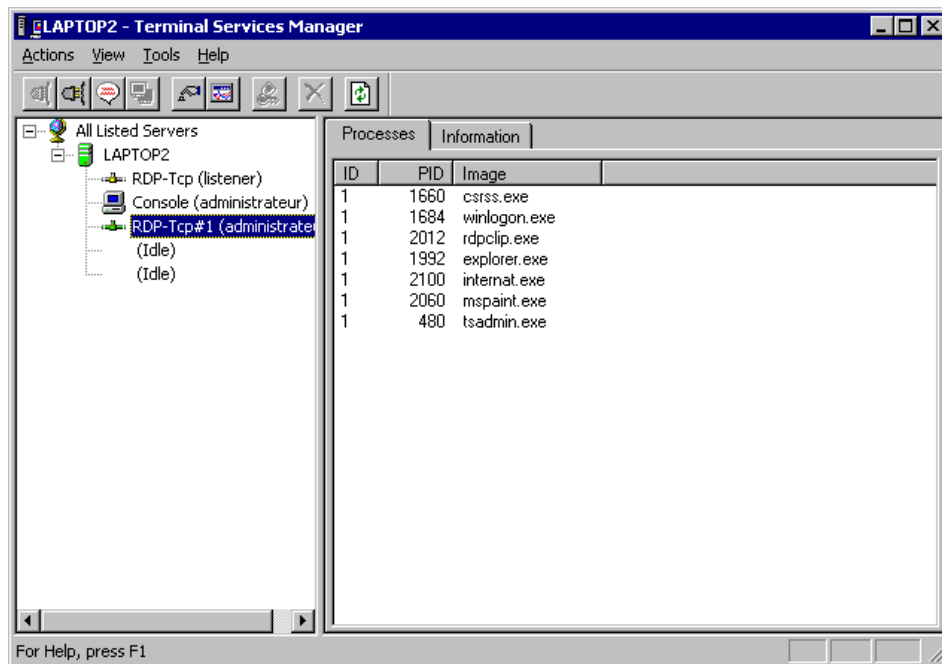 LAPTOP2 - Terminal Services Manager
Actions View Tools Help
All Listed Servers
LAPTOP2
RDP-Tcp (listener)
Console (administrateur)
RDP-Tcp#1 (administrate
(Idle)
(Idle)
Processes Information
ID PID Image
1 1660 csrss.exe
1 1684 winlogon.exe
1 2012 rdpclip.exe
1 1992 explorer.exe
1 2100 internat.exe
1 2060 mspaint.exe
1 480 tsadmin.exe
For Help, press F1